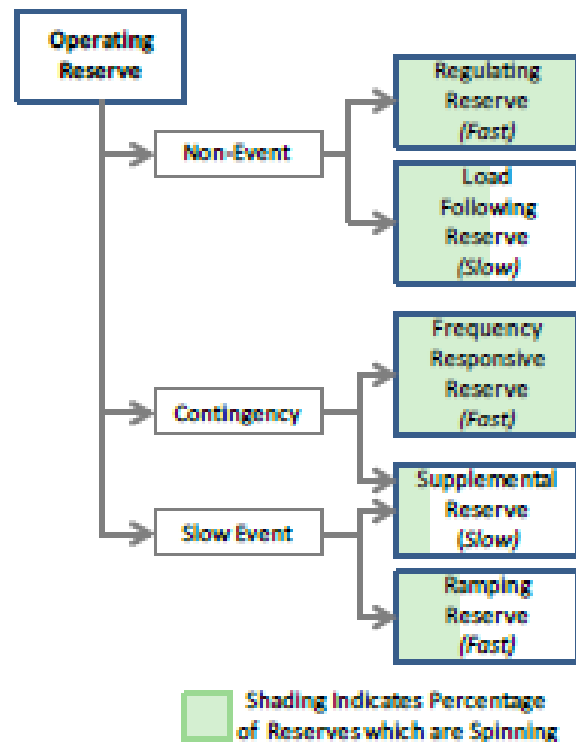 Operating
Reserve
Regulating
Reserve
(Fast)
Non-Event
Load
Following
Reserve
(Slow)
Frequency
Responsive
Reserve
(Fast)
Contingency
Supplemental
Reserve
(Slow)
Slow Event
Ramping
Reserve
(Fast)
Shading Indicates Percentage
of Reserves which are Spinning